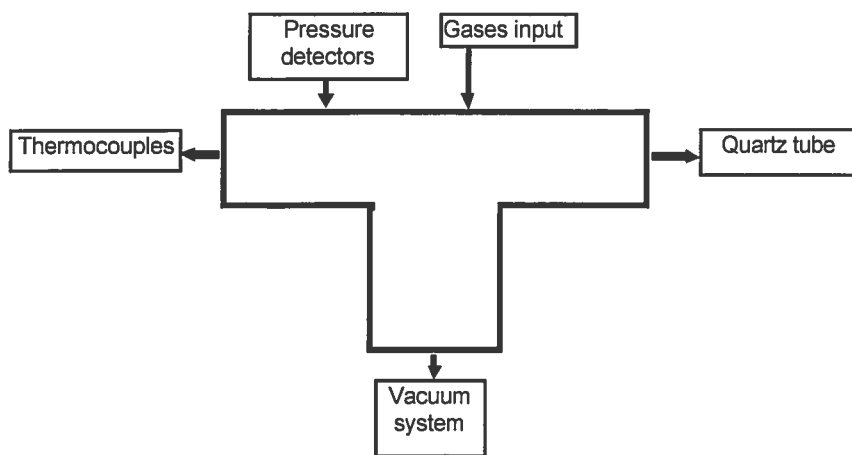 Pressure
detectors
Gases input
Thermocouples
Quartz tube
Vacuum
system